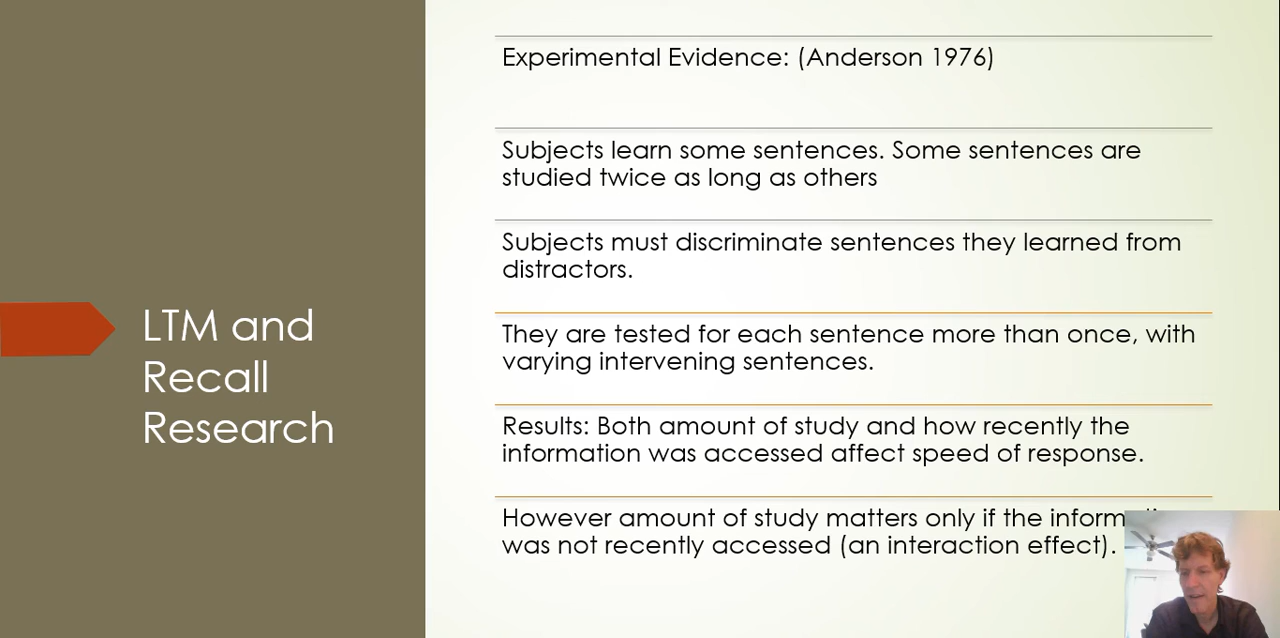 LTM and
Recall
Research
Experimental Evidence: (Anderson 1976)
Subjects learn some sentences. Some sentences are
studied twice as long as others
Subjects must discriminate sentences they learned from
distractors.
They are tested for each sentence more than once, with
varying intervening sentences.
Results: Both amount of study and how recently the
information was accessed affect speed of response.
However amount of study matters only if the
was not recently accessed (an interaction effect).